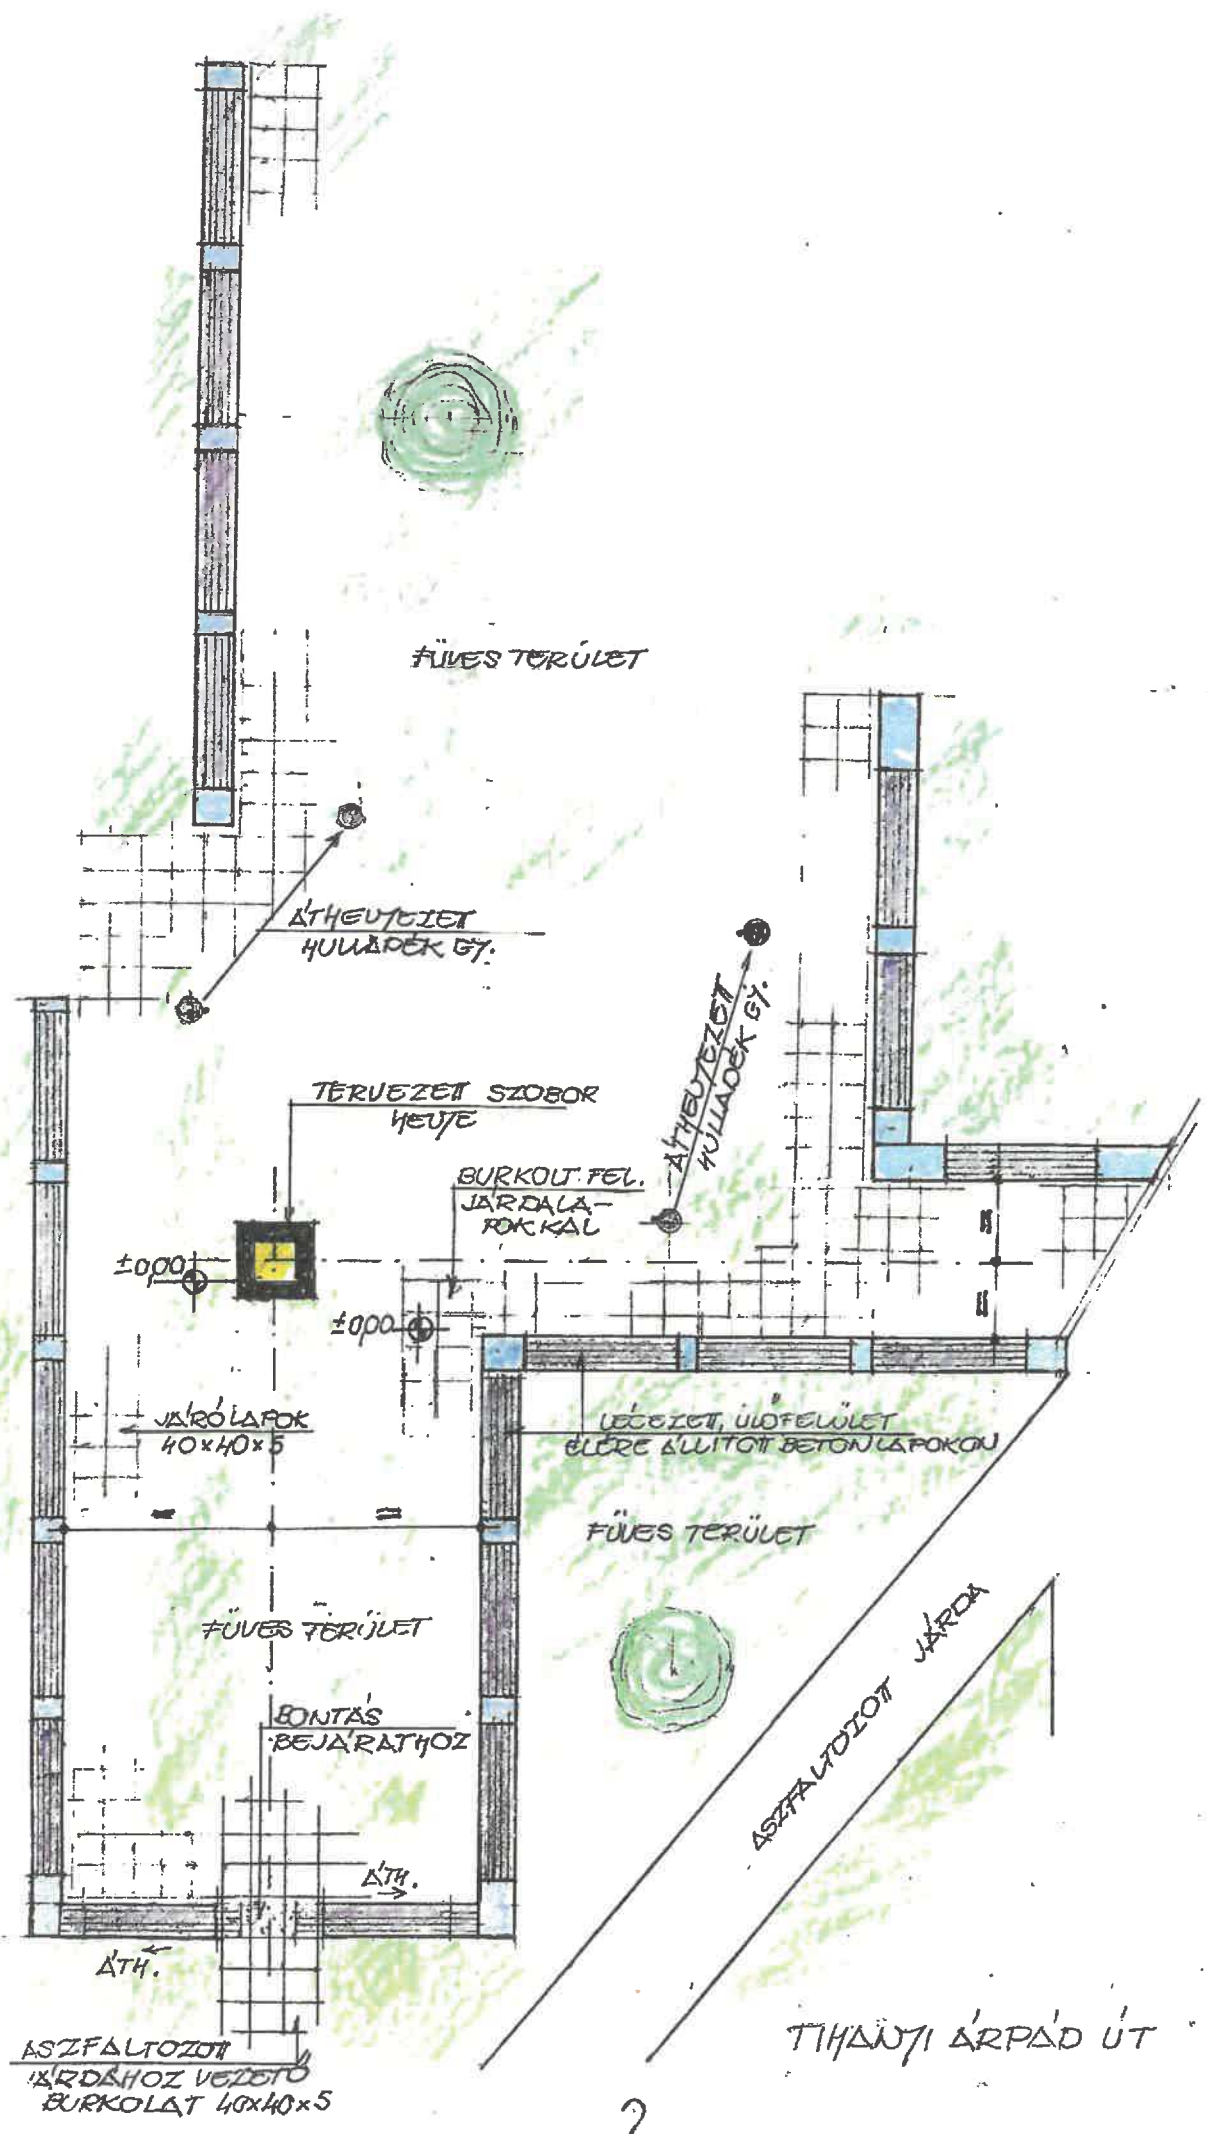 FÜVES TERÜLET
ÁTHELYEZET
HULLADÉK GY.
ÁTHELYEZETT
HULLADÉK GY.
TERVEZETT SZOBOR
HELYE
BURKOLT FEL.
JÁRDALA-
POKKAL
±0,00
±0,00
JÁRÓLAPOK
40×40×5
LÉCEZETT, ÜLŐFELÜLET
ÉLÉRE ÁLLÍTOTT BETONLAPOKON
FÜVES TERÜLET
FÜVES TERÜLET
ASZFALTOZOTT JÁRDA
BONTÁS
BEJÁRATHOZ
ÁTH.
ÁTH.
ASZFALTOZOTT
JÁRDÁHOZ VEZETŐ
BURKOLAT 40×40×5
TIHANYI ÁRPÁD ÚT